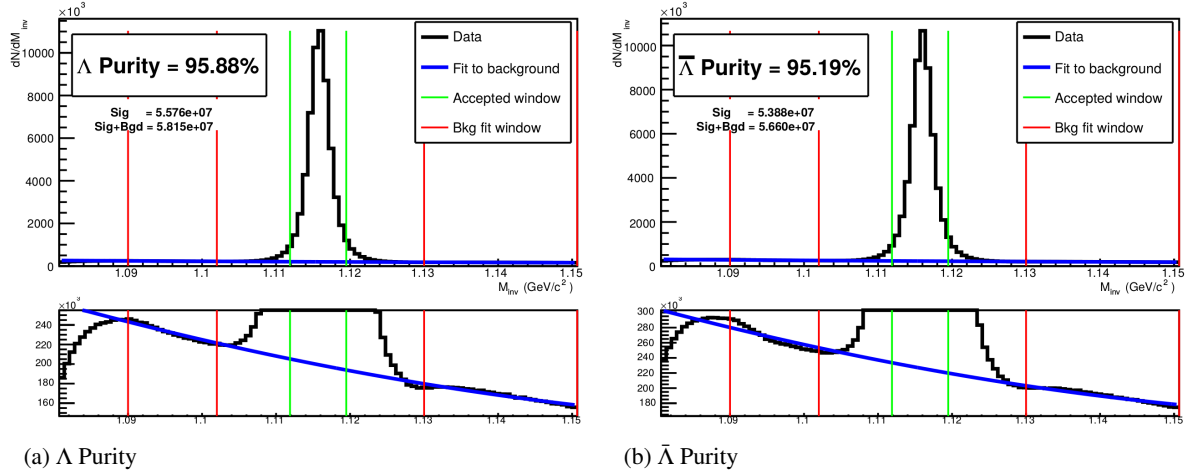 ×10³
dN/dM inv
10000
8000
6000
4000
2000
0
Λ Purity = 95.88%
Sig = 5.576e+07
Sig+Bgd = 5.815e+07
Data
Fit to background
Accepted window
Bkg fit window
1.09 1.1 1.11 1.12 1.13 1.14 1.15
M inv (GeV/c²)
×10³
240
220
200
180
160
1.09 1.1 1.11 1.12 1.13 1.14 1.15
(a) Λ Purity
×10³
dN/dM inv
10000
8000
6000
4000
2000
0
Λ̅ Purity = 95.19%
Sig = 5.388e+07
Sig+Bgd = 5.660e+07
Data
Fit to background
Accepted window
Bkg fit window
1.09 1.1 1.11 1.12 1.13 1.14 1.15
M inv (GeV/c²)
×10³
300
280
260
240
220
200
180
1.09 1.1 1.11 1.12 1.13 1.14 1.15
(b) Λ̅ Purity